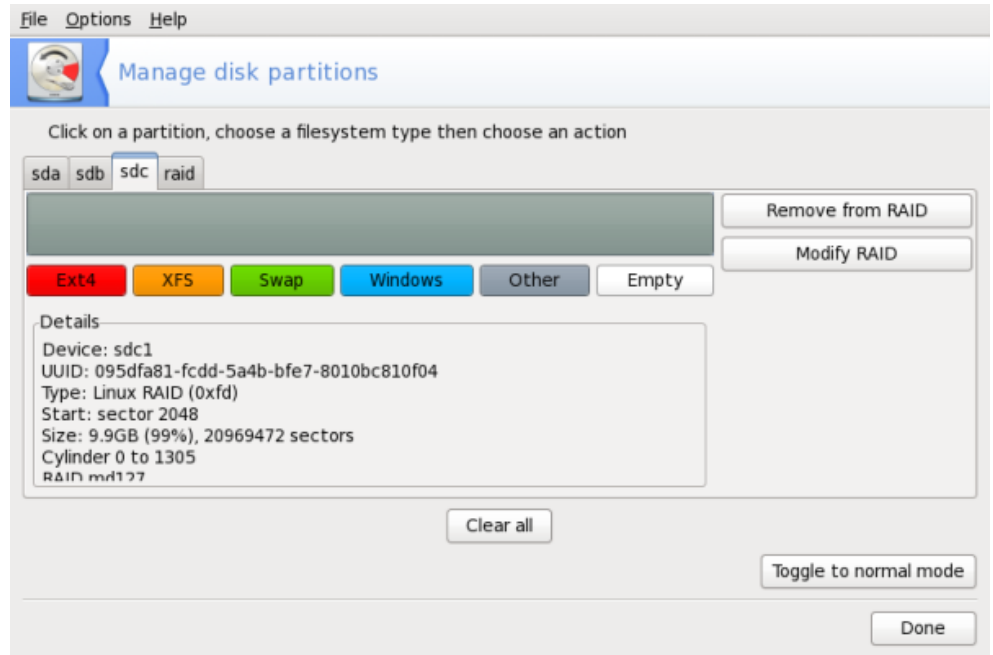 File Options Help
Manage disk partitions
Click on a partition, choose a filesystem type then choose an action
sda sdb sdc raid
Remove from RAID
Modify RAID
Ext4 XFS Swap Windows Other Empty
Details
Device: sdc1
UUID: 095dfa81-fcdd-5a4b-bfe7-8010bc810f04
Type: Linux RAID (0xfd)
Start: sector 2048
Size: 9.9GB (99%), 20969472 sectors
Cylinder 0 to 1305
RAID md127
Clear all
Toggle to normal mode
Done